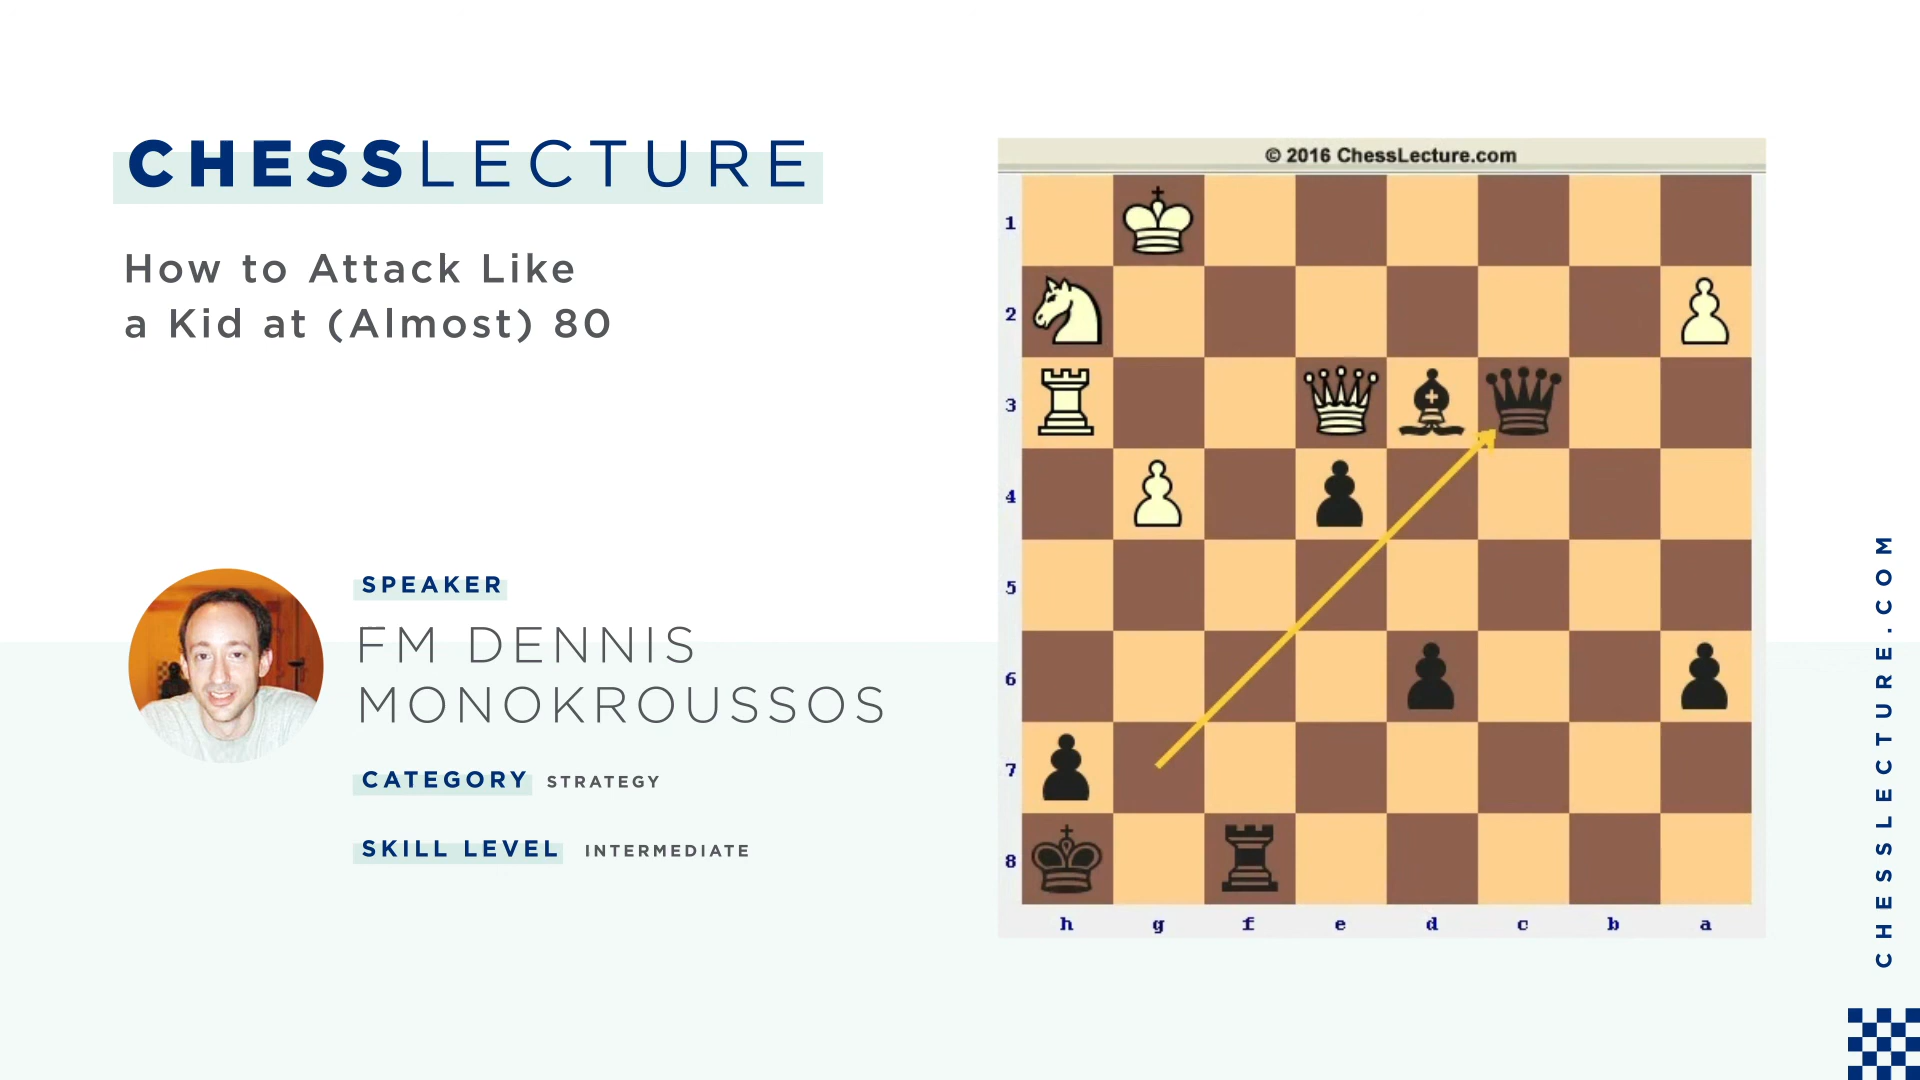 CHESSLECTURE
How to Attack Like
a Kid at (Almost) 80
SPEAKER
FM DENNIS
MONOKROUSSOS
CATEGORY STRATEGY
SKILL LEVEL INTERMEDIATE
© 2016 ChessLecture.com
1
2
3
4
5
6
7
8
h g f e d c b a
CHESSLECTURE.COM